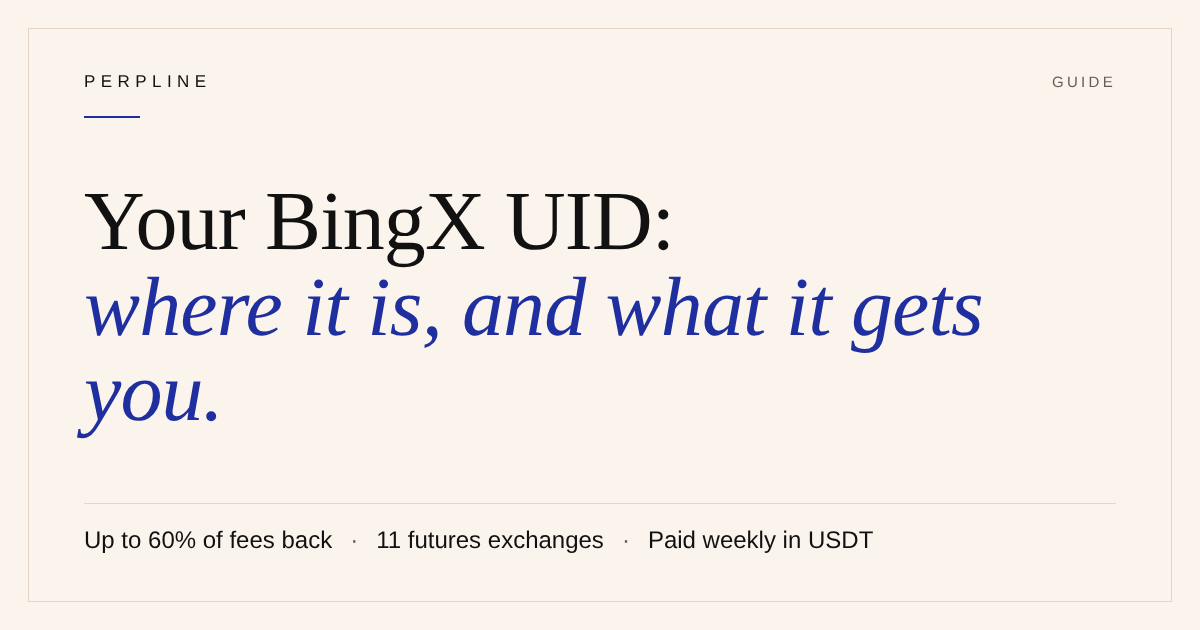 PERPLINE
GUIDE
Your BingX UID:
where it is, and what it gets
you.
Up to 60% of fees back · 11 futures exchanges · Paid weekly in USDT